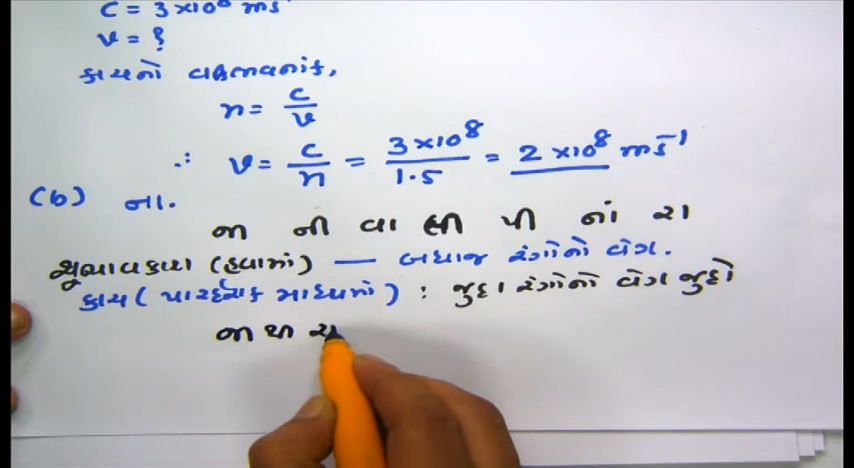 c = 3 × 10⁸ ms⁻¹
v = ?
કાચનો વક્રીભવનાંક,
n = c/v
∴ v = c/n = 3 × 10⁸ / 1.5 = 2 × 10⁸ ms⁻¹
(b) ના.
જા ની વા લી પી નાં રા
શૂન્યાવકાશ (હવામાં) — બધાજ રંગોનો વેગ.
કાચ (પારદર્શક માધ્યમાં) : જુદા રંગોનો વેગ જુદો
જા થી રા